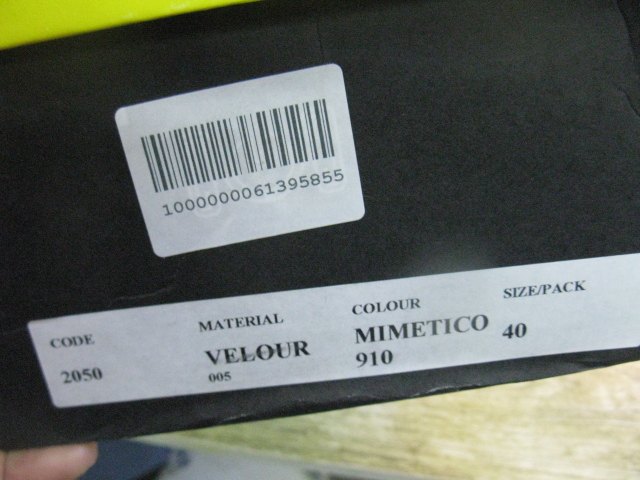 1000000061395855
CODE MATERIAL COLOUR SIZE/PACK
2050 VELOUR MIMETICO 40
005 910